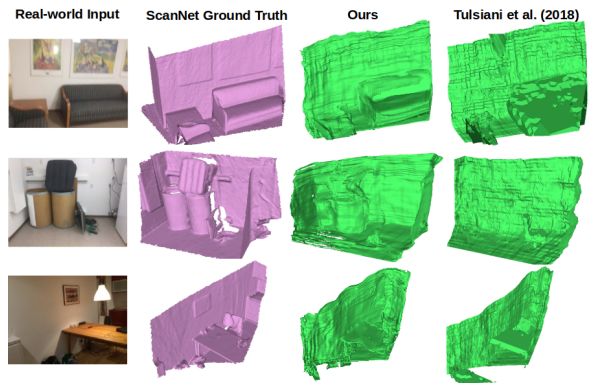 Real-world Input
ScanNet Ground Truth
Ours
Tulsiani et al. (2018)